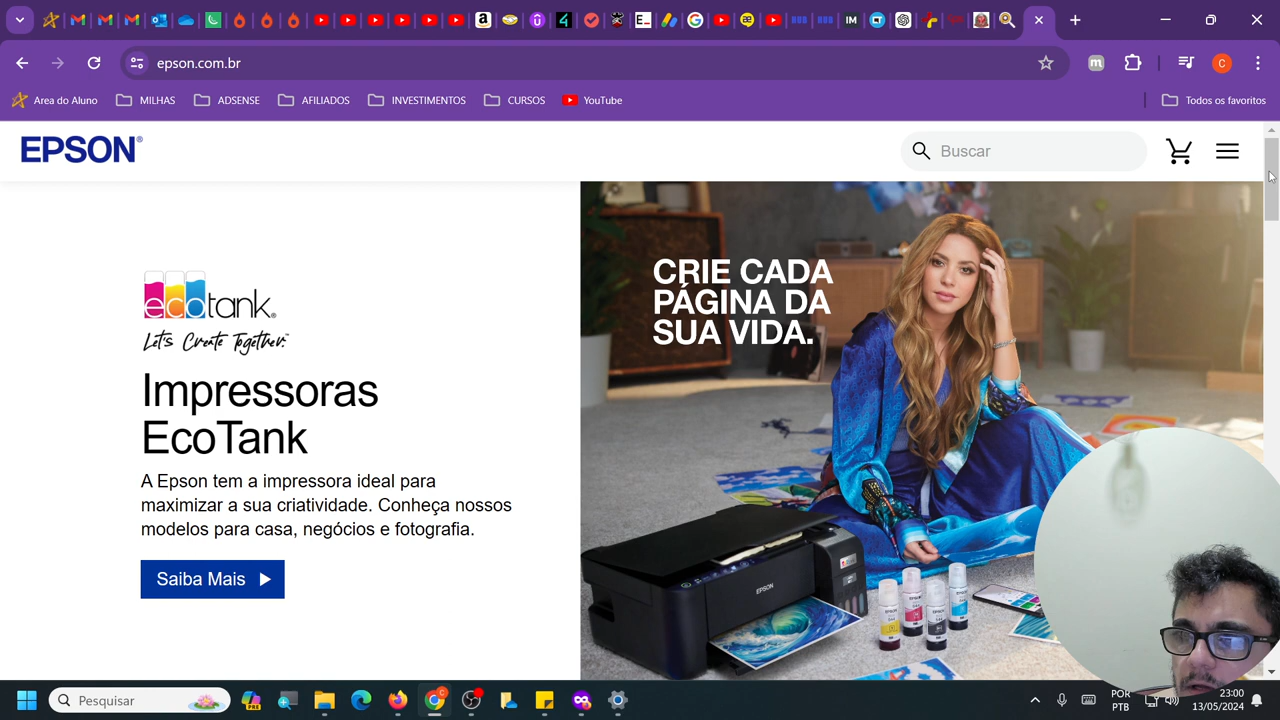 epson.com.br
Area do Aluno
MILHAS
ADSENSE
AFILIADOS
INVESTIMENTOS
CURSOS
YouTube
Todos os favoritos
EPSON®
Buscar
ecotank®
Let's Create Together™
Impressoras
EcoTank
A Epson tem a impressora ideal para
maximizar a sua criatividade. Conheça nossos
modelos para casa, negócios e fotografia.
Saiba Mais
CRIE CADA
PÁGINA DA
SUA VIDA.
EPSON
Pesquisar
POR
PTB
23:00
13/05/2024